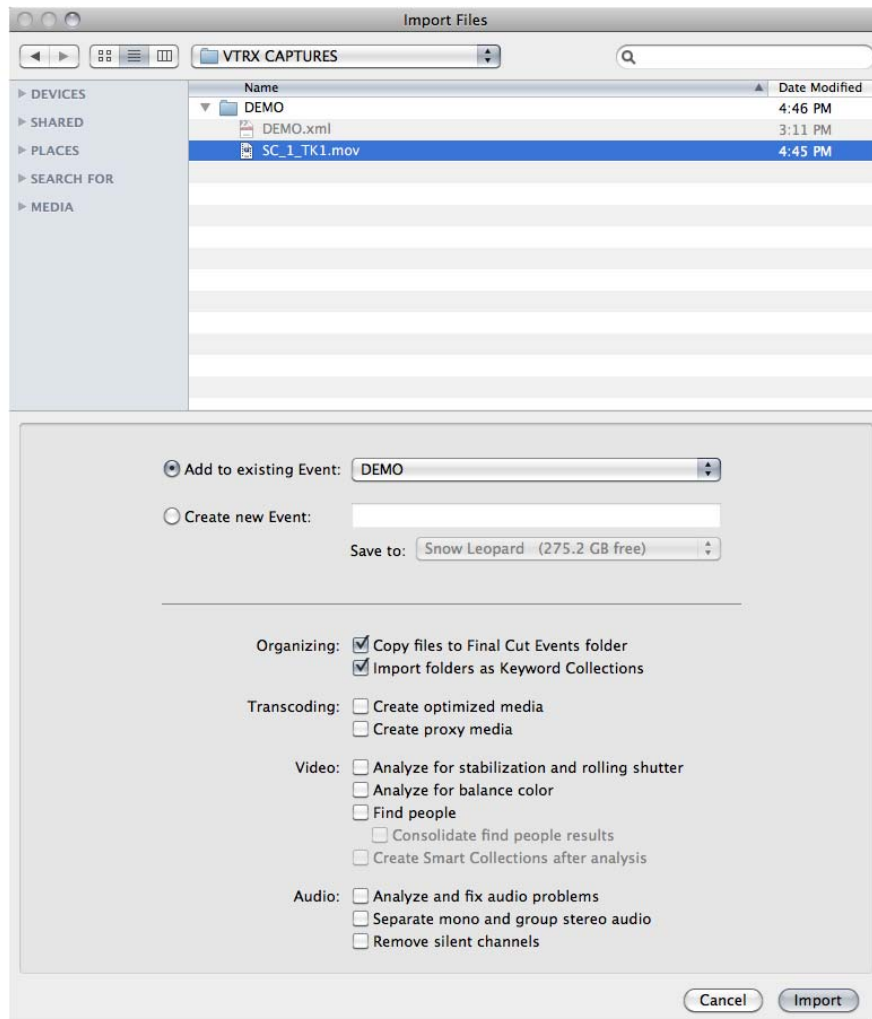 Import Files
VTRX CAPTURES
Name Date Modified
DEVICES
SHARED
PLACES
SEARCH FOR
MEDIA
DEMO 4:46 PM
DEMO.xml 3:11 PM
SC_1_TK1.mov 4:45 PM
Add to existing Event: DEMO
Create new Event:
Save to: Snow Leopard (275.2 GB free)
Organizing: Copy files to Final Cut Events folder
Import folders as Keyword Collections
Transcoding: Create optimized media
Create proxy media
Video: Analyze for stabilization and rolling shutter
Analyze for balance color
Find people
Consolidate find people results
Create Smart Collections after analysis
Audio: Analyze and fix audio problems
Separate mono and group stereo audio
Remove silent channels
Cancel Import